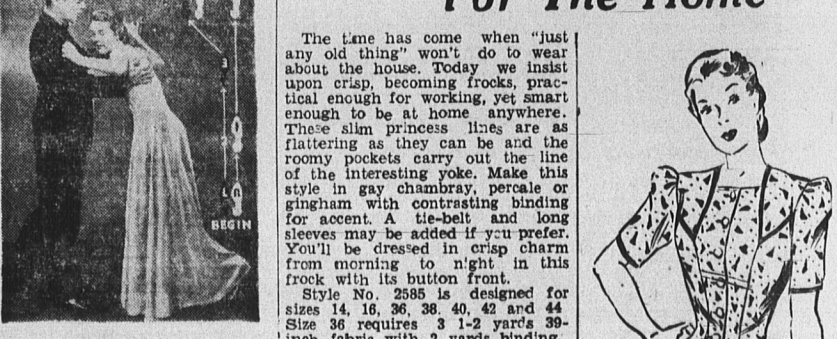 For The Home
The time has come when "just
any old thing" won't do to wear
about the house. Today we insist
upon crisp, becoming frocks, prac-
tical enough for working, yet smart
enough to be at home anywhere.
These slim princess lines are as
flattering as they can be and the
roomy pockets carry out the line
of the interesting yoke. Make this
style in gay chambray, percale or
gingham with contrasting binding
for accent. A tie-belt and long
sleeves may be added if you prefer.
You'll be dressed in crisp charm
from morning to night in this
frock with its button front.
Style No. 2585 is designed for
sizes 14, 16, 36, 38. 40, 42 and 44
Size 36 requires 3 1-2 yards 39-
inch fabric with 2 yards binding.
BEGIN